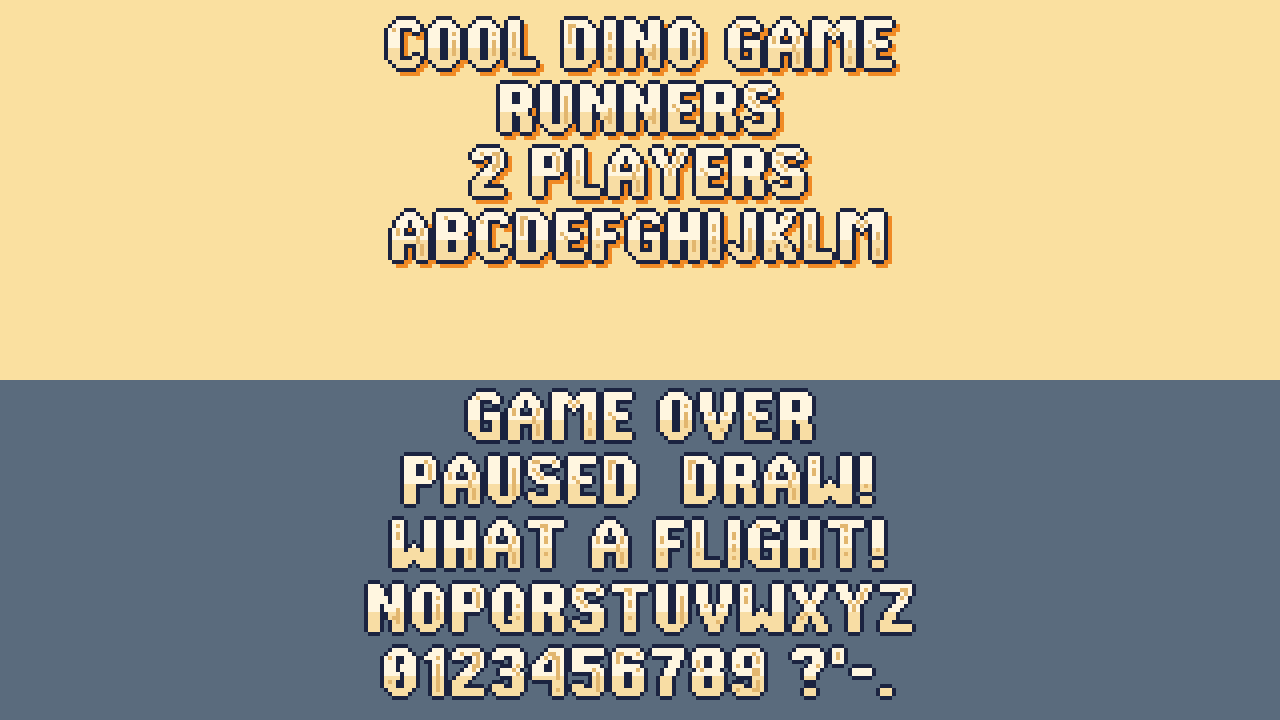 COOL DINO GAME
RUNNERS
2 PLAYERS
ABCDEFGHIJKLM
GAME OVER
PAUSED DRAW!
WHAT A FLIGHT!
NOPQRSTUVWXYZ
0123456789 ?'-.